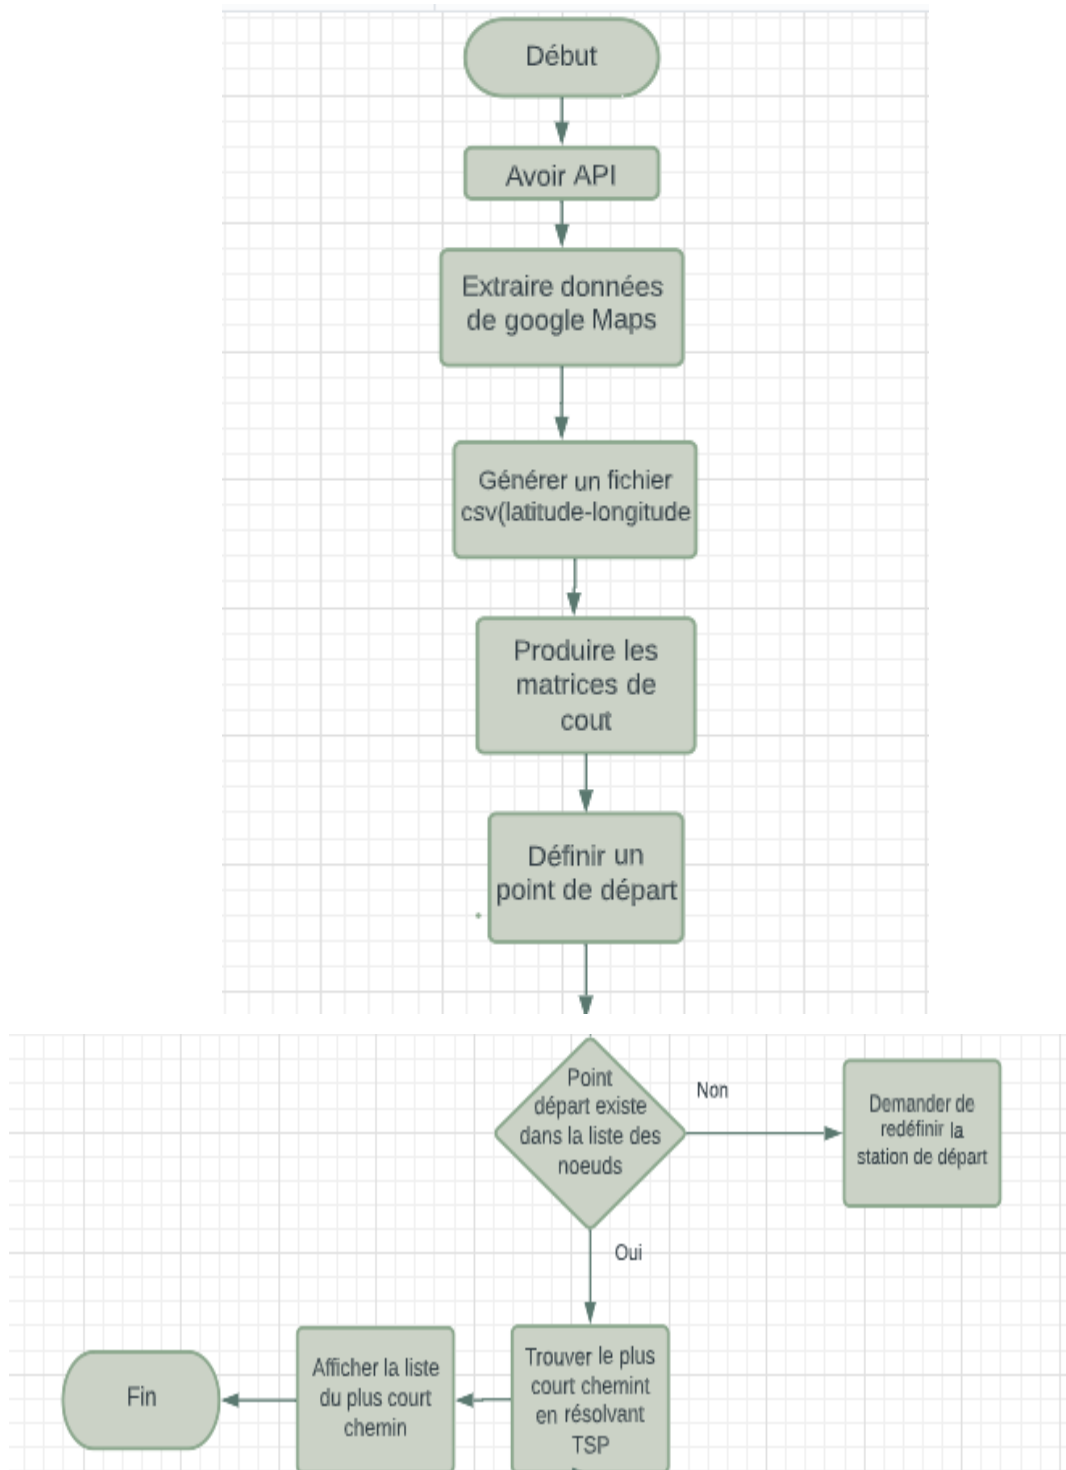 Début
Avoir API
Extraire données
de google Maps
Générer un fichier
csv(latitude-longitude
Produire les
matrices de
cout
Définir un
point de départ
Point
départ existe
dans la liste des
noeuds
Non
Demander de
redéfinir la
station de départ
Oui
Trouver le plus
court chemint
en résolvant
TSP
Afficher la liste
du plus court
chemin
Fin